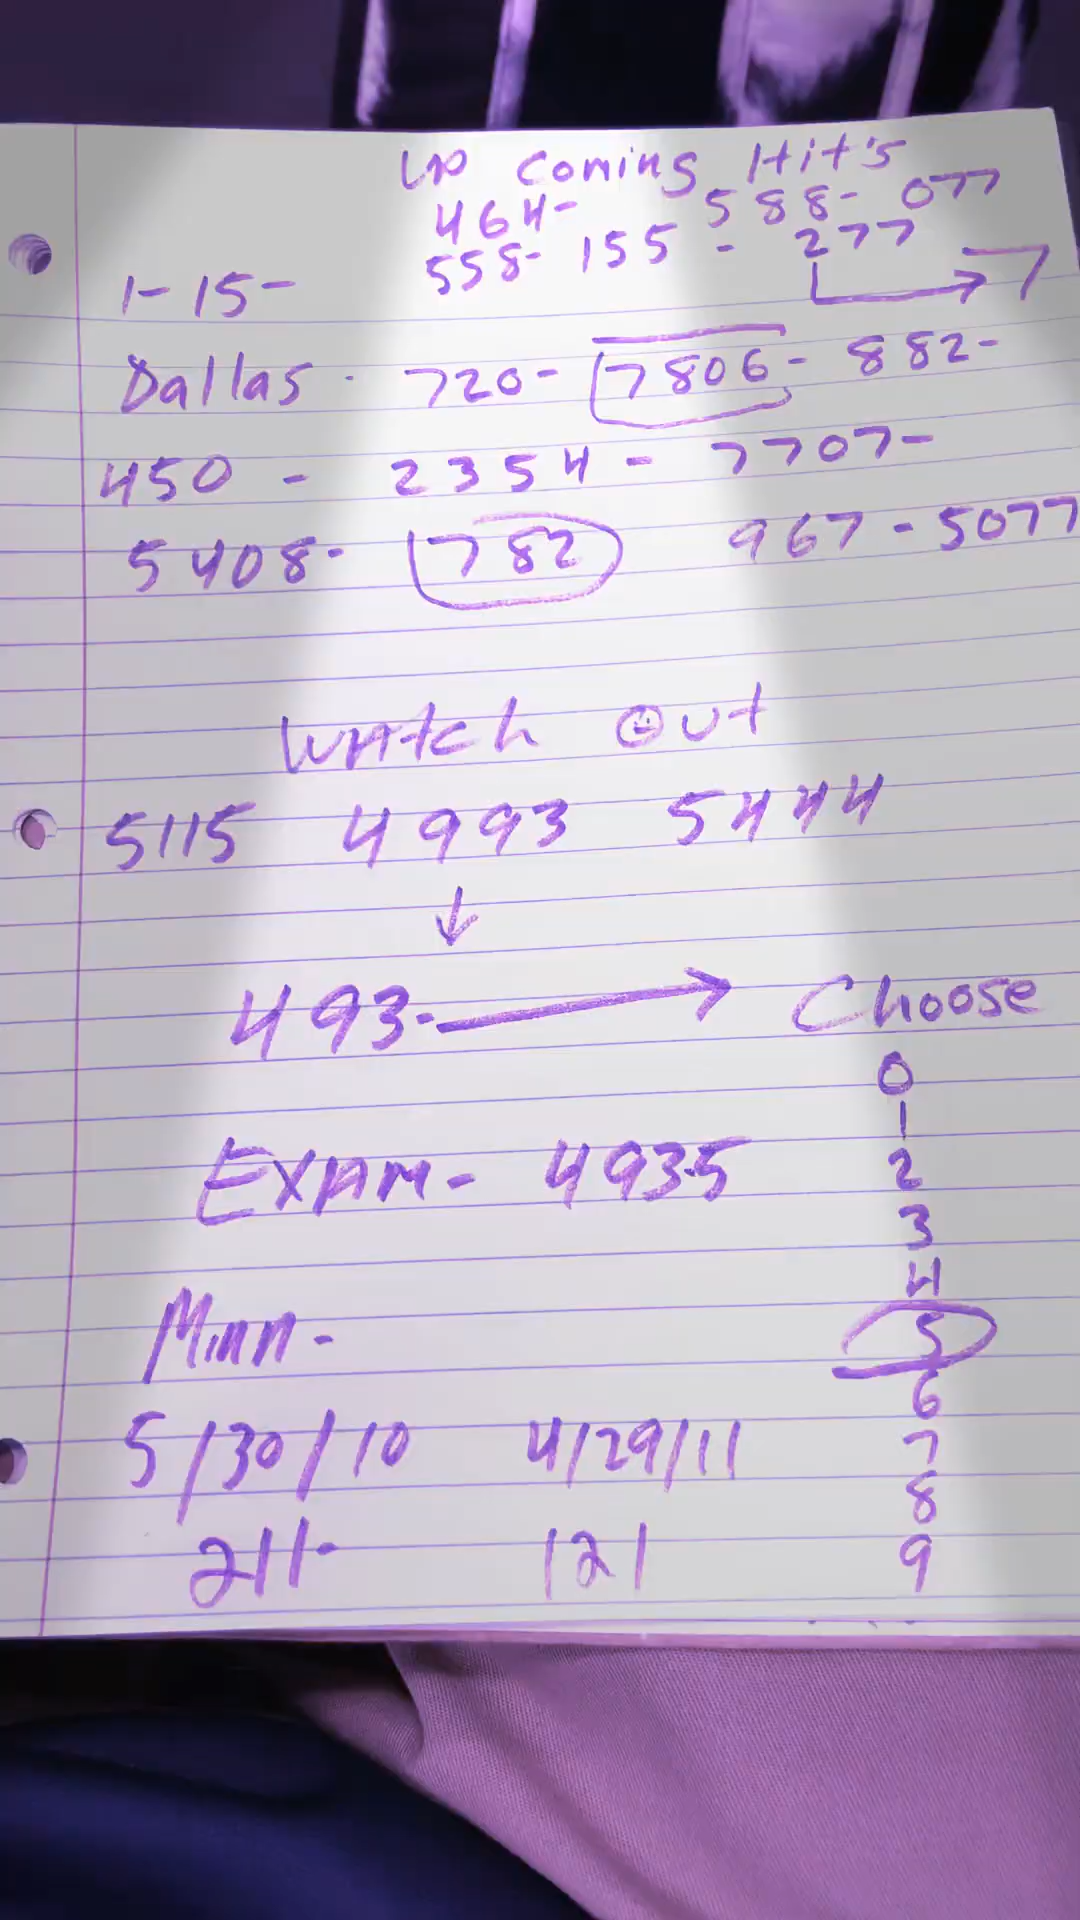 Up Coming Hit's
464- 588- 077
558- 155 - 277
1-15- → 7
Dallas - 720- 7806- 882-
450 - 2354 - 7707-
5408- 782 967 - 5077
Watch Out
5115 4993 5444
↓
493. → Choose
0
1
Exam- 4935
2
3
4
Minn-
5
6
5/30/10 4/29/11
7
8
211- 121
9